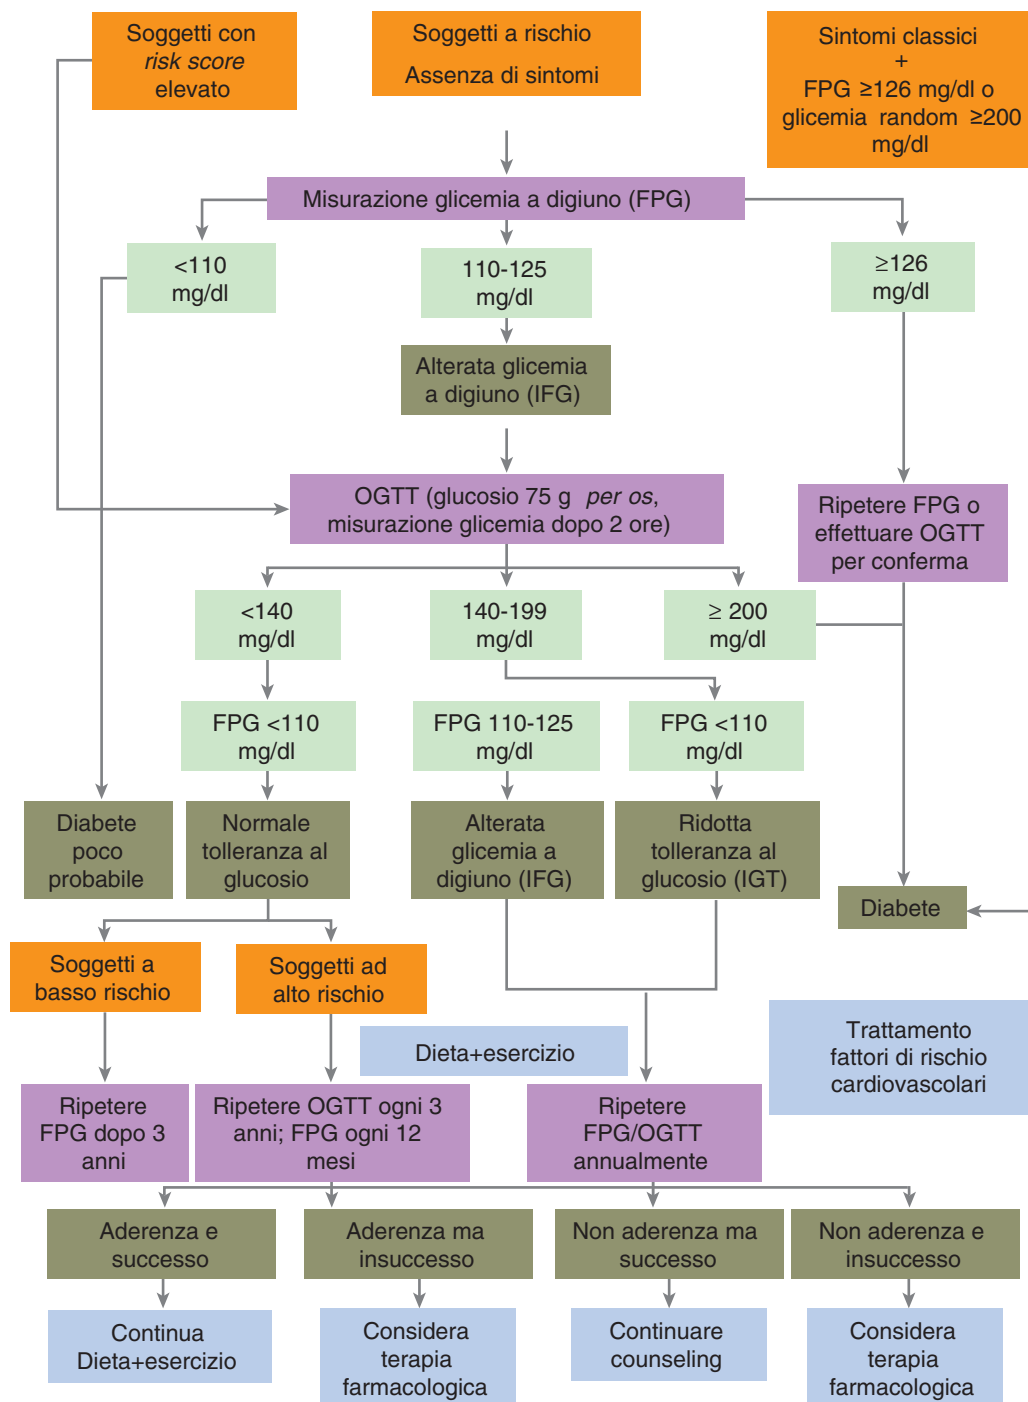 Soggetti con
risk score
elevato
Soggetti a rischio
Assenza di sintomi
Sintomi classici
+
FPG ≥126 mg/dl o
glicemia random ≥200
mg/dl
Misurazione glicemia a digiuno (FPG)
<110
mg/dl
110-125
mg/dl
≥126
mg/dl
Alterata glicemia
a digiuno (IFG)
OGTT (glucosio 75 g per os,
misurazione glicemia dopo 2 ore)
Ripetere FPG o
effettuare OGTT
per conferma
<140
mg/dl
140-199
mg/dl
≥ 200
mg/dl
FPG <110
mg/dl
FPG 110-125
mg/dl
FPG <110
mg/dl
Diabete
poco
probabile
Normale
tolleranza al
glucosio
Alterata
glicemia a
digiuno (IFG)
Ridotta
tolleranza al
glucosio (IGT)
Diabete
Soggetti a
basso rischio
Soggetti ad
alto rischio
Dieta+esercizio
Trattamento
fattori di rischio
cardiovascolari
Ripetere
FPG dopo 3
anni
Ripetere OGTT ogni 3
anni; FPG ogni 12
mesi
Ripetere
FPG/OGTT
annualmente
Aderenza e
successo
Aderenza ma
insuccesso
Non aderenza ma
successo
Non aderenza e
insuccesso
Continua
Dieta+esercizio
Considera
terapia
farmacologica
Continuare
counseling
Considera
terapia
farmacologica